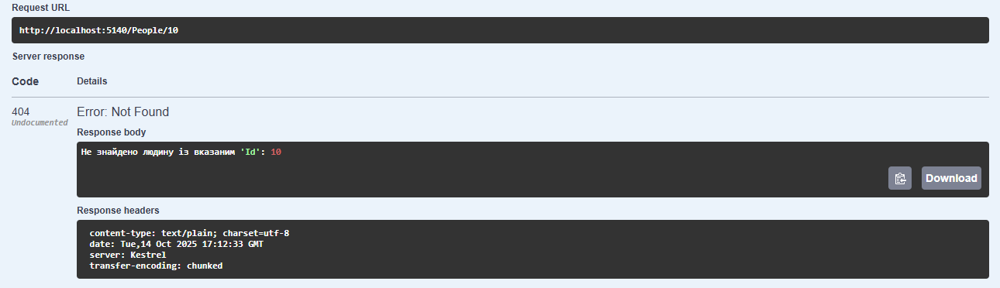 Request URL
http://localhost:5140/People/10
Server response
Code Details
404 Error: Not Found
Undocumented
Response body
Не знайдено людину із вказаним 'Id': 10
Download
Response headers
content-type: text/plain; charset=utf-8
date: Tue,14 Oct 2025 17:12:33 GMT
server: Kestrel
transfer-encoding: chunked